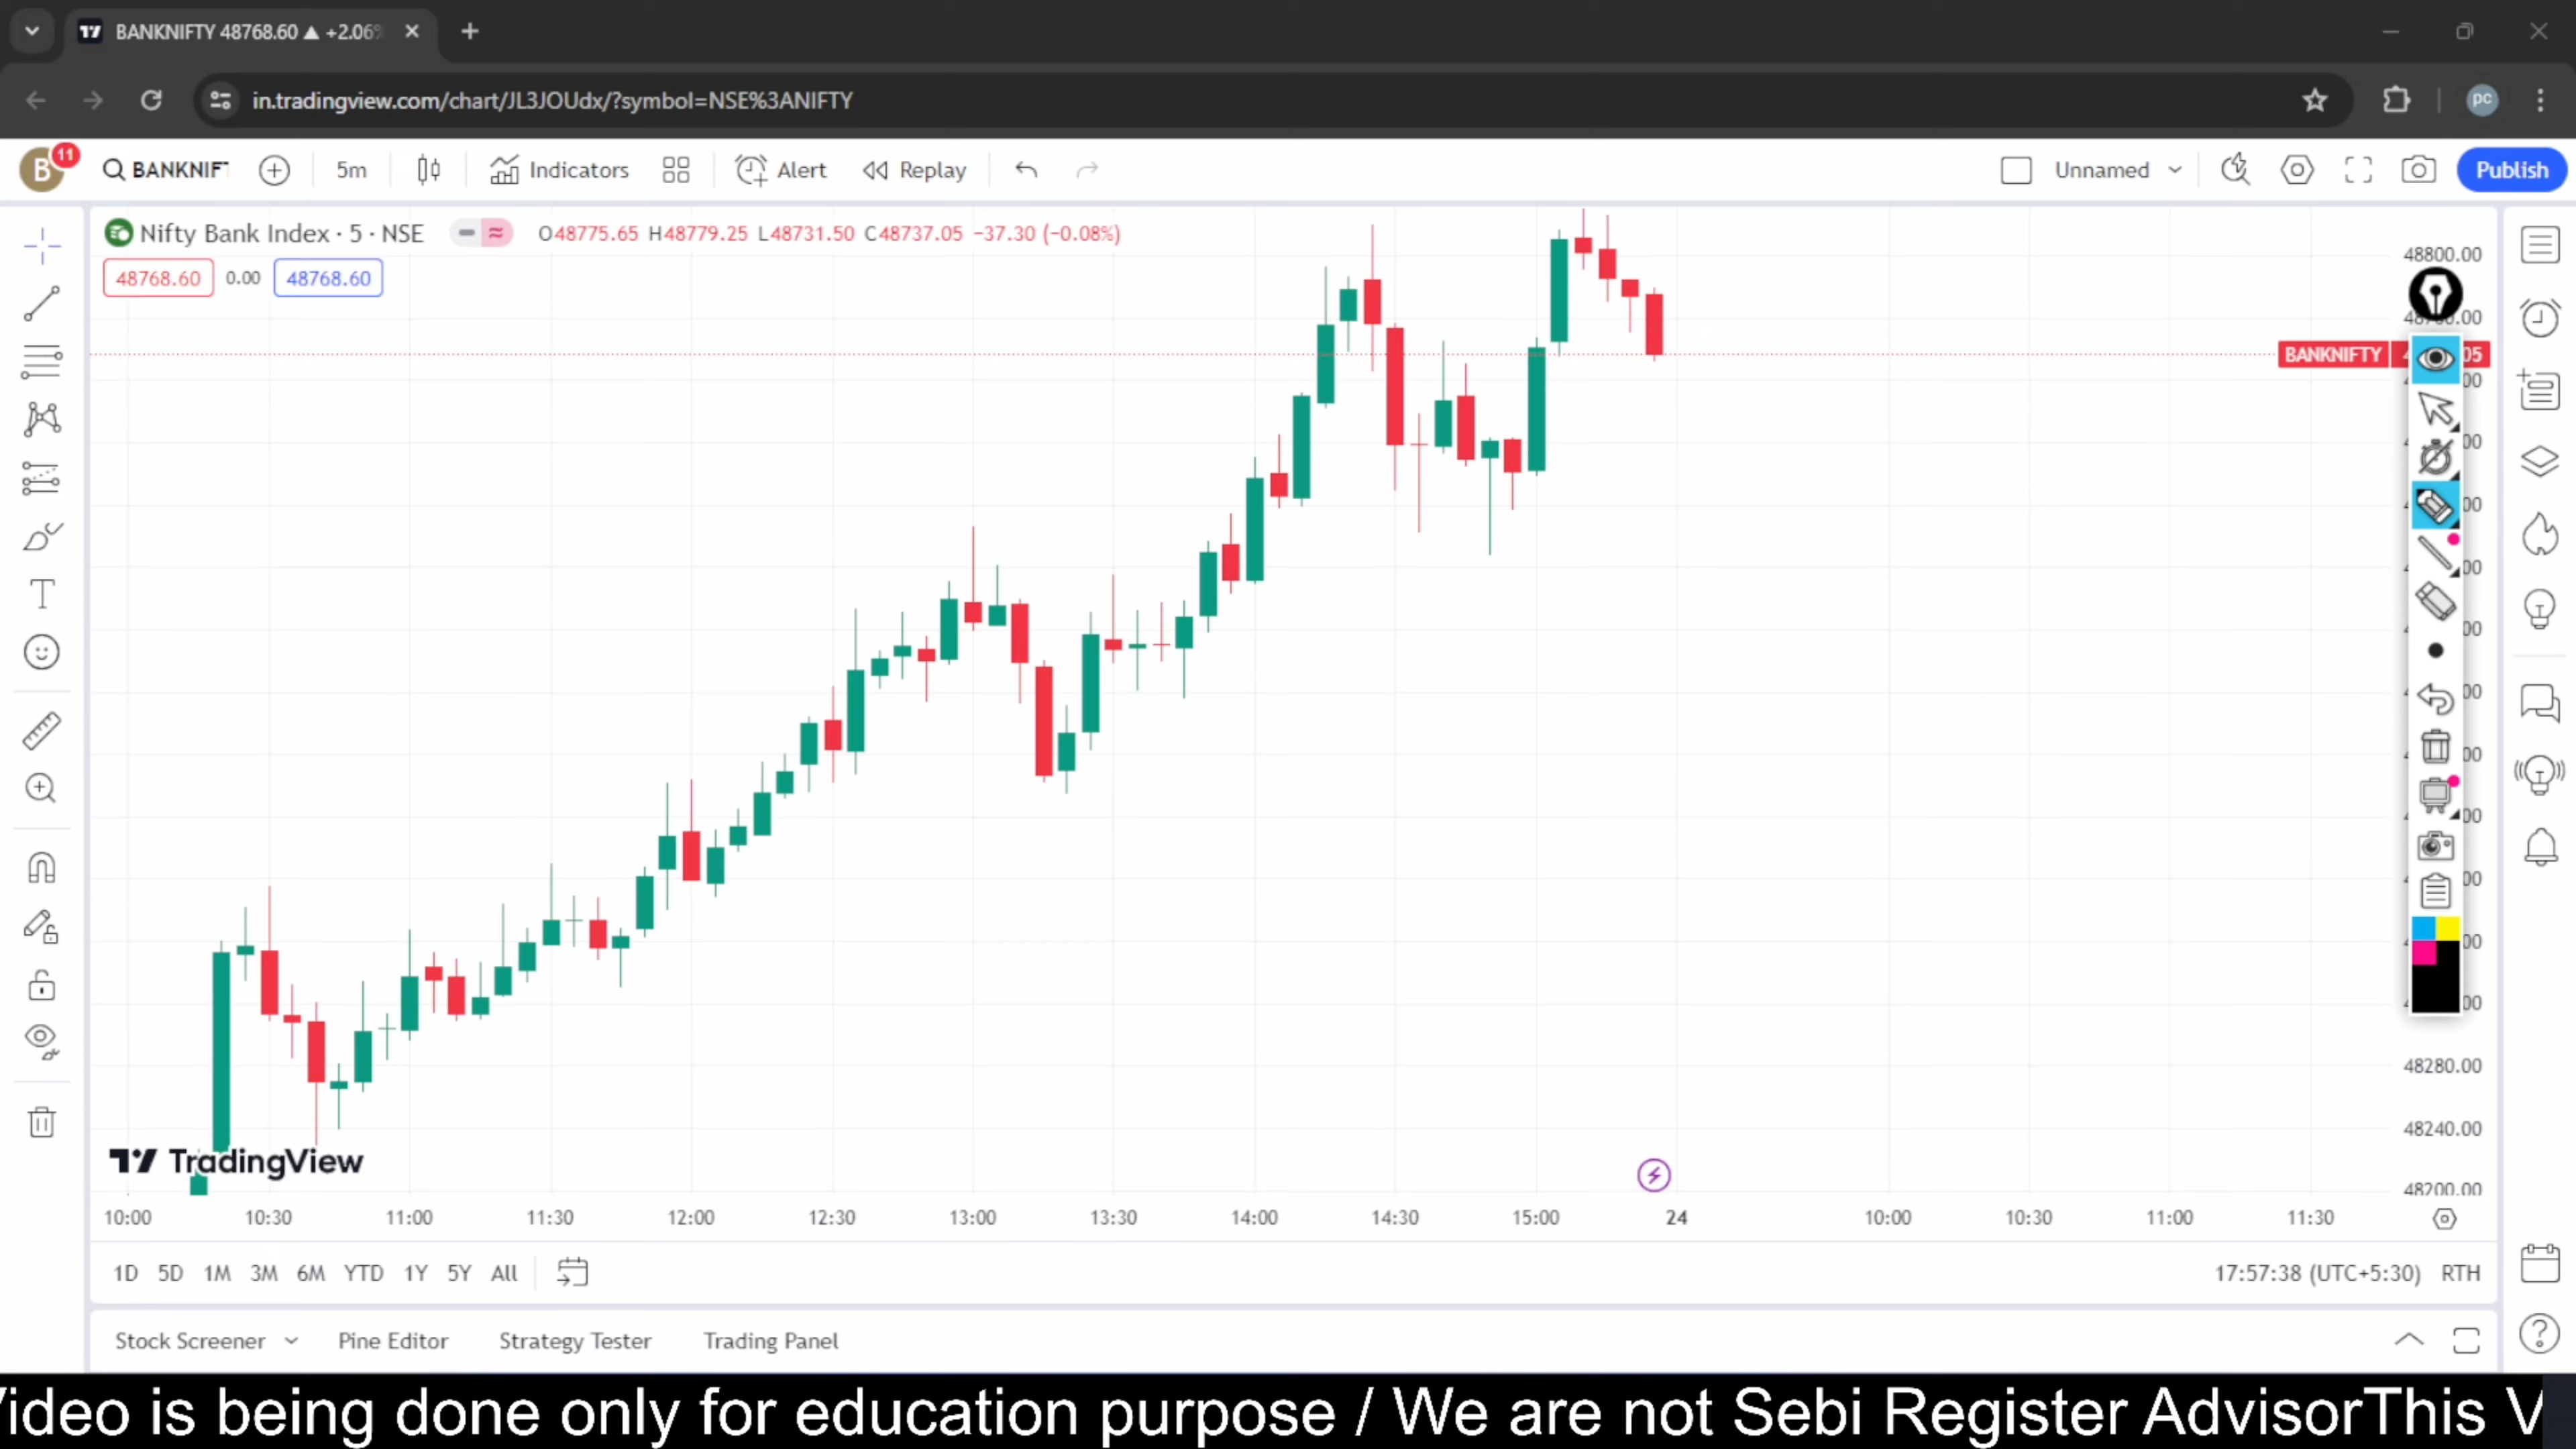 BANKNIFTY 48768.60 ▲ +2.06%
in.tradingview.com/chart/JL3JOUdx/?symbol=NSE%3ANIFTY
pc
B 11 BANKNIFT 5m Indicators Alert Replay Unnamed Publish
Nifty Bank Index · 5 · NSE O48775.65 H48779.25 L48731.50 C48737.05 −37.30 (−0.08%)
48768.60 0.00 48768.60
48800.00
BANKNIFTY
48280.00
48240.00
48200.00
TradingView
10:00 10:30 11:00 11:30 12:00 12:30 13:00 13:30 14:00 14:30 15:00 24 10:00 10:30 11:00 11:30
1D 5D 1M 3M 6M YTD 1Y 5Y All 17:57:38 (UTC+5:30) RTH
Stock Screener Pine Editor Strategy Tester Trading Panel
Video is being done only for education purpose / We are not Sebi Register AdvisorThis V